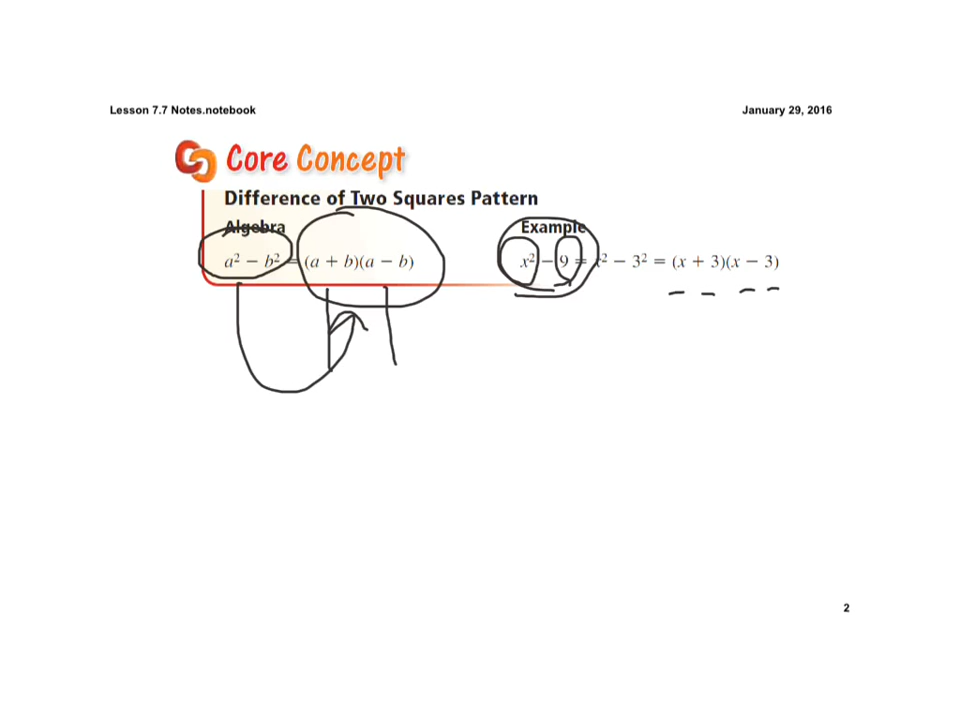 Lesson 7.7 Notes.notebook January 29, 2016
Core Concept
Difference of Two Squares Pattern
Algebra Example
a² − b² = (a + b)(a − b) x² − 9 = x² − 3² = (x + 3)(x − 3)
2